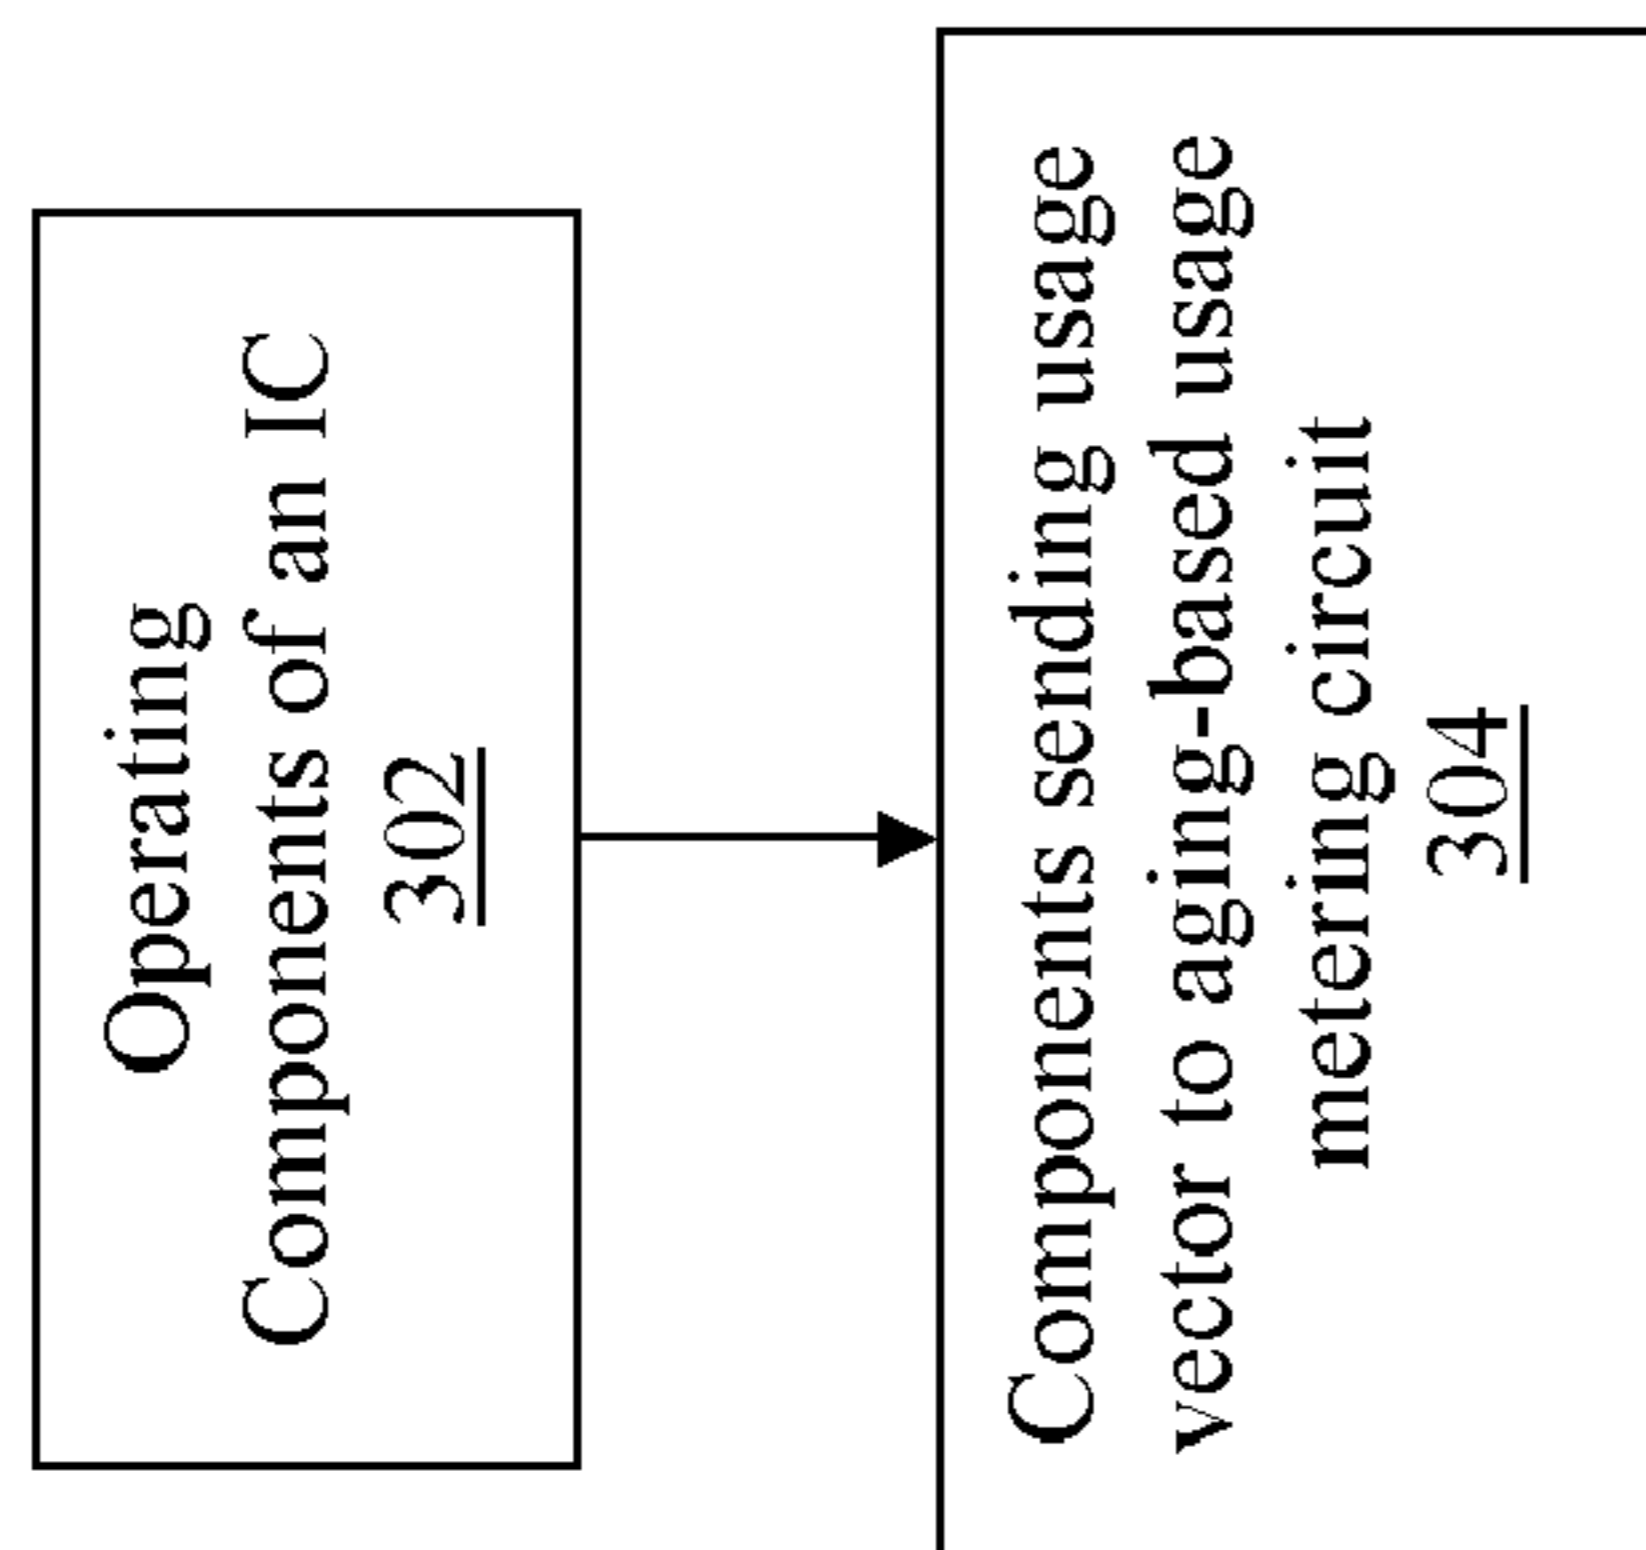 Operating
Components of an IC
302
Components sending usage
vector to aging-based usage
metering circuit
304